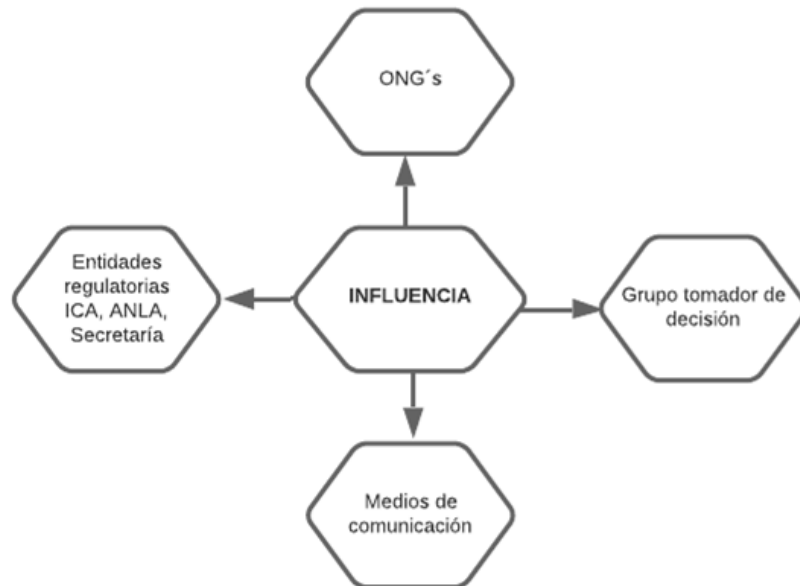 ONG´s
Entidades
regulatorias
ICA, ANLA,
Secretaría
INFLUENCIA
Grupo tomador de
decisión
Medios de
comunicación